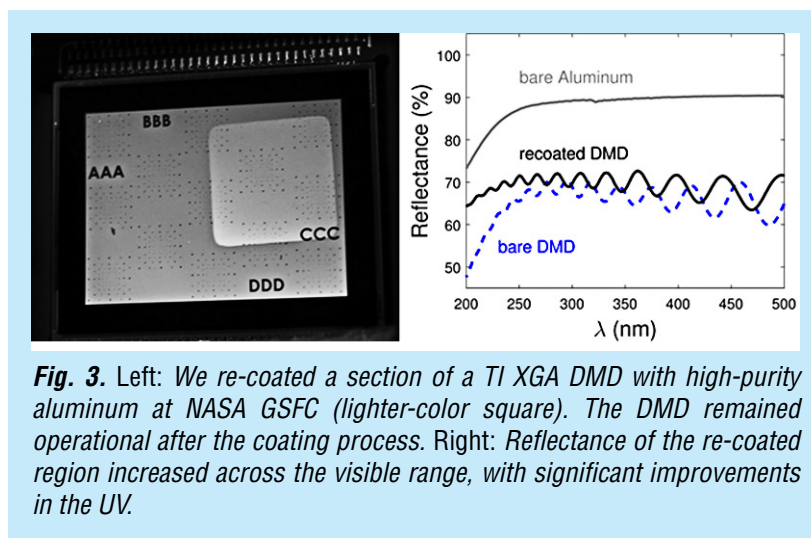 BBB
AAA
CCC
DDD
105
100
90
80
70
60
50
Reflectance (%)
bare Aluminum
recoated DMD
bare DMD
200 250 300 350 400 450 500
λ (nm)
Fig. 3. Left: We re-coated a section of a TI XGA DMD with high-purity
aluminum at NASA GSFC (lighter-color square). The DMD remained
operational after the coating process. Right: Reflectance of the re-coated
region increased across the visible range, with significant improvements
in the UV.